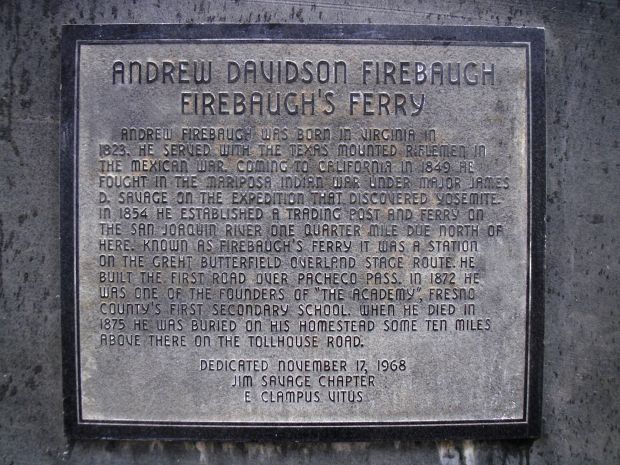 ANDREW DAVIDSON FIREBAUGH
FIREBAUGH'S FERRY
ANDREW FIREBAUGH WAS BORN IN VIRGINIA IN
1823. HE SERVED WITH THE TEXAS MOUNTED RIFLEMEN IN
THE MEXICAN WAR. COMING TO CALIFORNIA IN 1849 HE
FOUGHT IN THE MARIPOSA INDIAN WAR UNDER MAJOR JAMES
D. SAVAGE ON THE EXPEDITION THAT DISCOVERED YOSEMITE.
IN 1854 HE ESTABLISHED A TRADING POST AND FERRY ON
THE SAN JOAQUIN RIVER ONE QUARTER MILE DUE NORTH OF
HERE. KNOWN AS FIREBAUGH'S FERRY IT WAS A STATION
ON THE GREAT BUTTERFIELD OVERLAND STAGE ROUTE. HE
BUILT THE FIRST ROAD OVER PACHECO PASS. IN 1872 HE
WAS ONE OF THE FOUNDERS OF "THE ACADEMY", FRESNO
COUNTY'S FIRST SECONDARY SCHOOL. WHEN HE DIED IN
1875 HE WAS BURIED ON HIS HOMESTEAD SOME TEN MILES
ABOVE THERE ON THE TOLLHOUSE ROAD.
DEDICATED NOVEMBER 17, 1968
JIM SAVAGE CHAPTER
E CLAMPUS VITUS